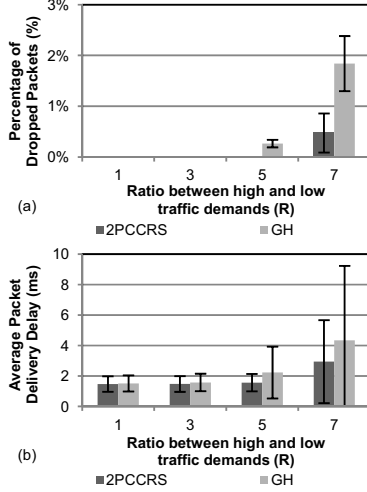 3%
2%
1%
0%
Percentage of
Dropped Packets (%)
1 3 5 7
Ratio between high and low
traffic demands (R)
(a)
2PCCRS GH
10
8
6
4
2
0
Average Packet
Delivery Delay (ms)
1 3 5 7
Ratio between high and low
traffic demands (R)
(b)
2PCCRS GH